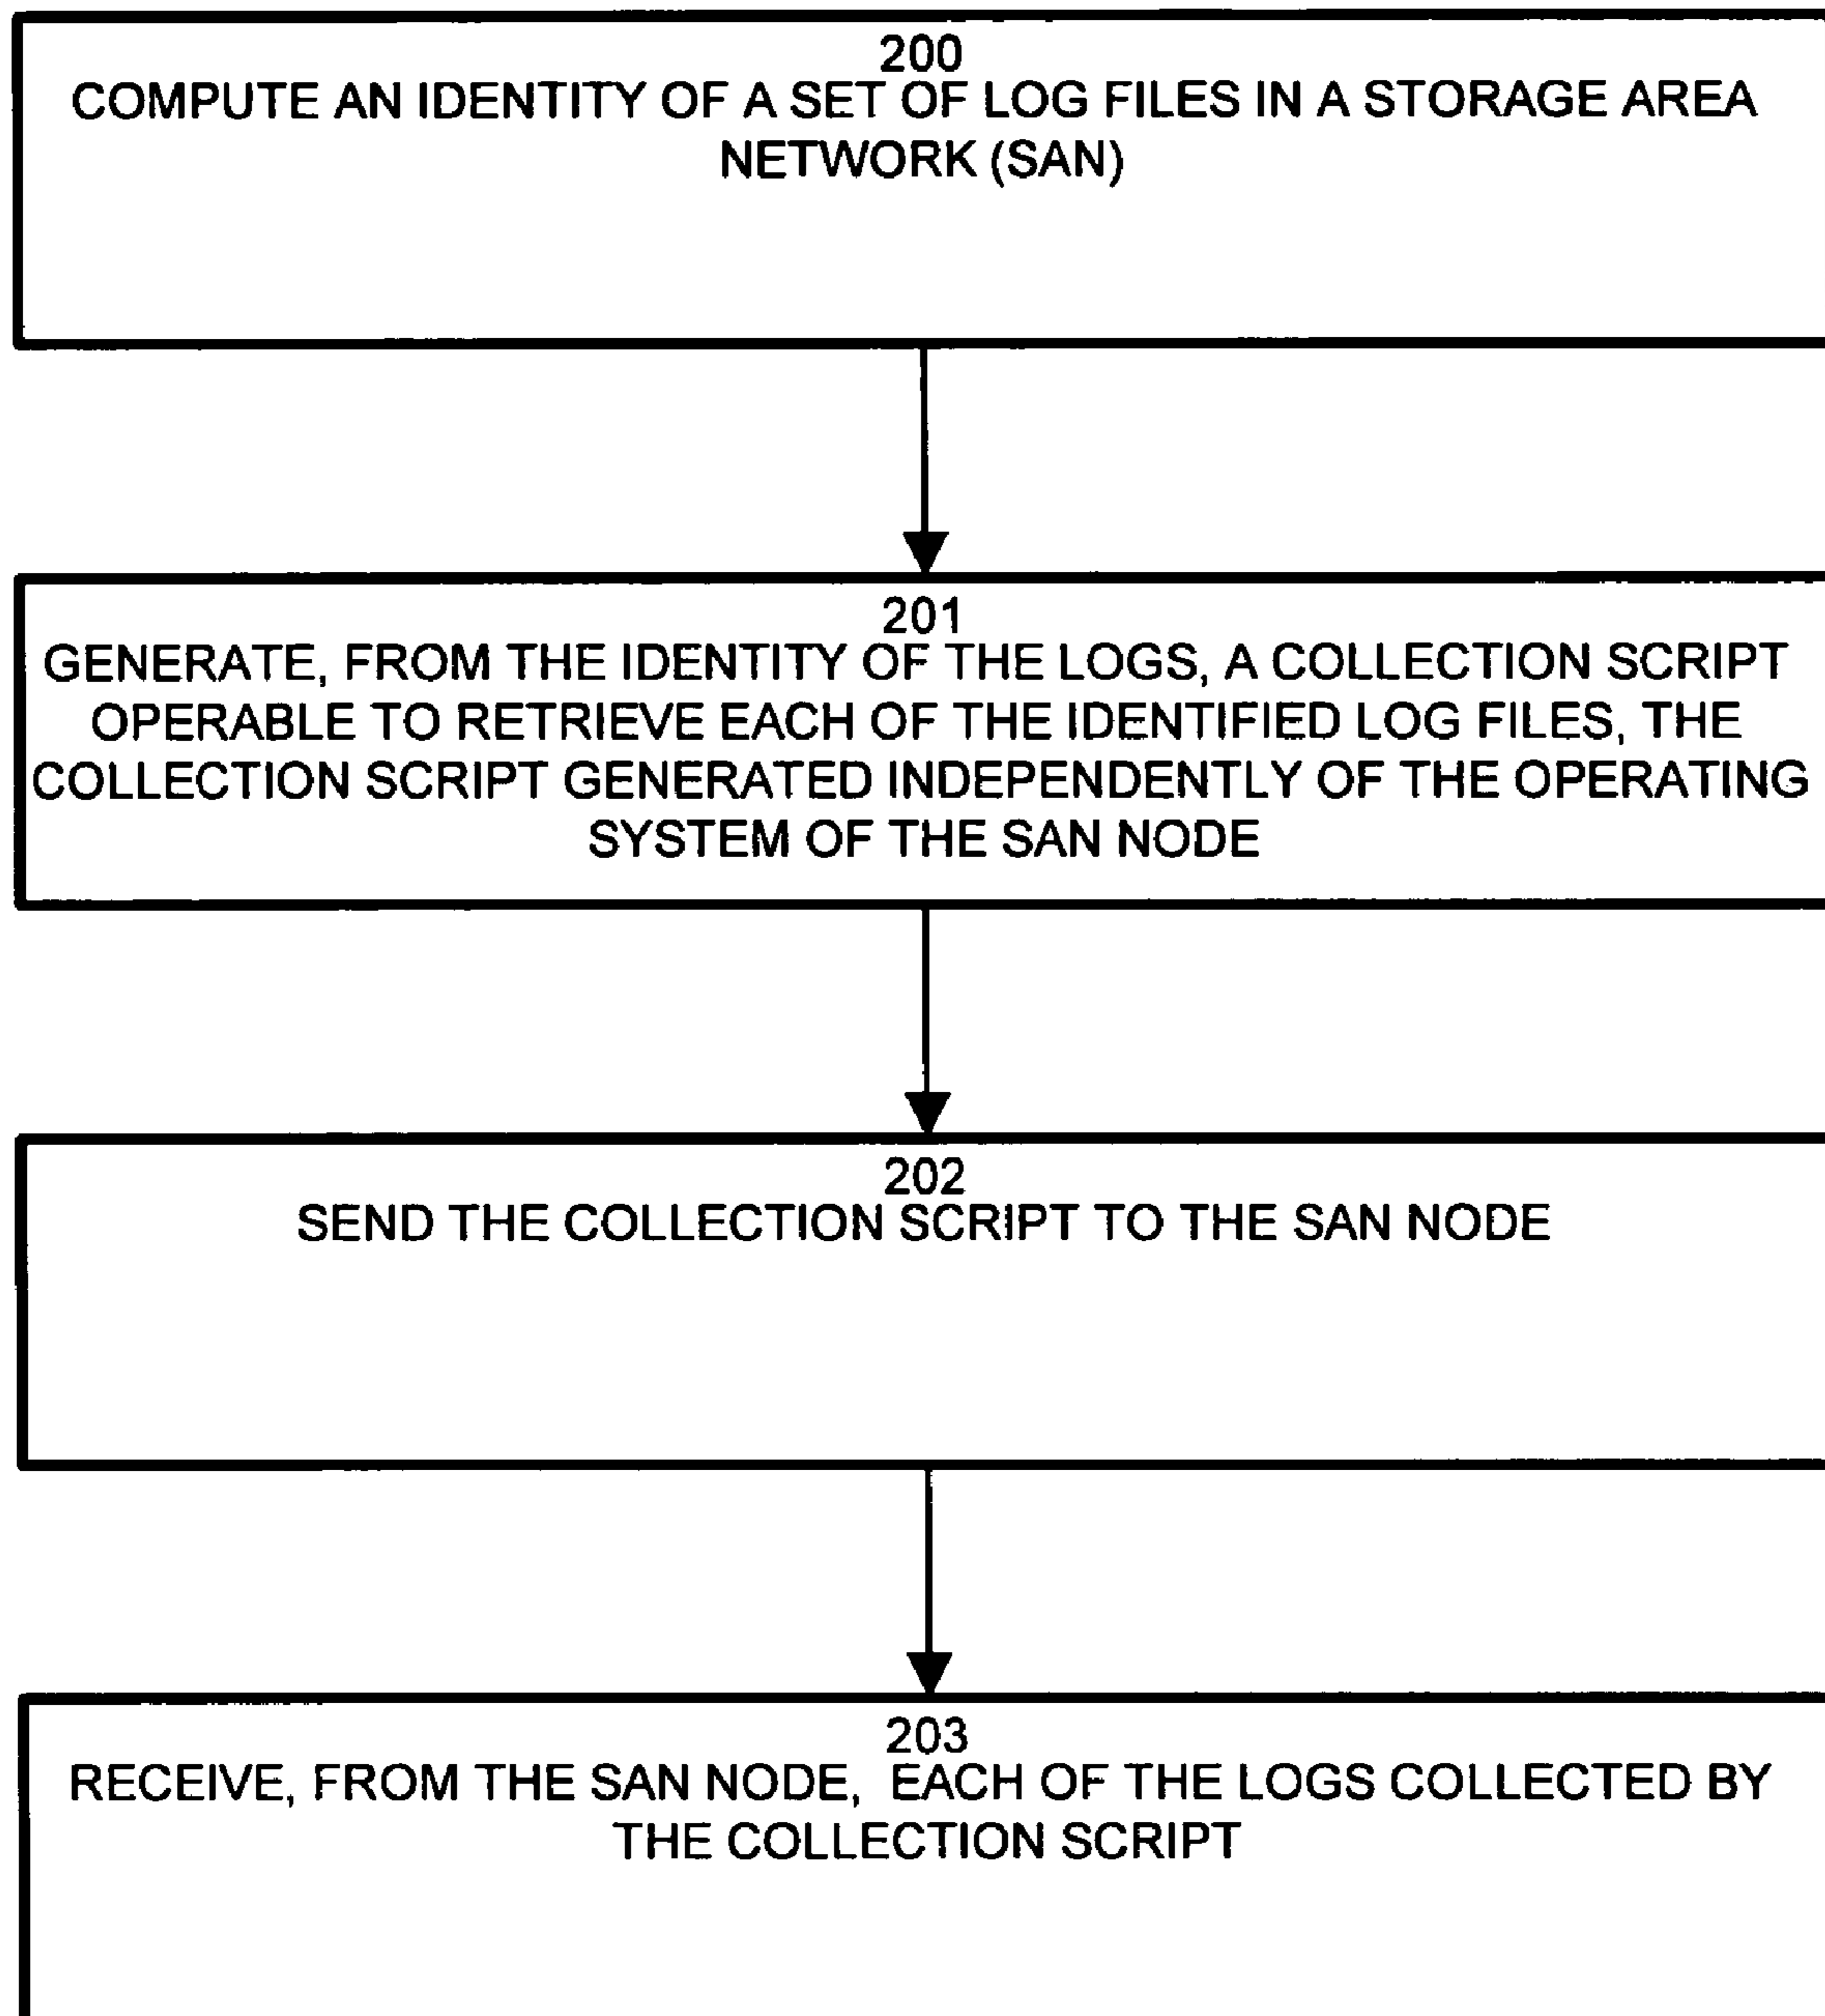 200
COMPUTE AN IDENTITY OF A SET OF LOG FILES IN A STORAGE AREA
NETWORK (SAN)
201
GENERATE, FROM THE IDENTITY OF THE LOGS, A COLLECTION SCRIPT
OPERABLE TO RETRIEVE EACH OF THE IDENTIFIED LOG FILES, THE
COLLECTION SCRIPT GENERATED INDEPENDENTLY OF THE OPERATING
SYSTEM OF THE SAN NODE
202
SEND THE COLLECTION SCRIPT TO THE SAN NODE
203
RECEIVE, FROM THE SAN NODE, EACH OF THE LOGS COLLECTED BY
THE COLLECTION SCRIPT